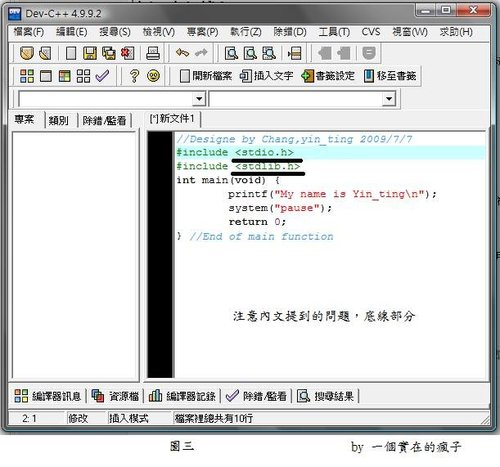 Dev-C++ 4.9.9.2
檔案(F) 編輯(E) 搜尋(S) 檢視(V) 專案(P) 執行(Z) 除錯(D) 工具(T) CVS 視窗(W) 求助(H)
開新檔案 插入文字 書籤設定 移至書籤
專案 類別 除錯/監看 [*]新文件1
//Designe by Chang,yin_ting 2009/7/7
#include <stdio.h>
#include <stdlib.h>
int main(void) {
printf("My name is Yin_ting\n");
system("pause");
return 0;
} //End of main function
注意內文提到的問題，底線部分
編譯器訊息 資源檔 編譯器記錄 除錯/監看 搜尋結果
2: 1 修改 插入模式 檔案裡總共有10行
圖三 by 一個實在的瘋子